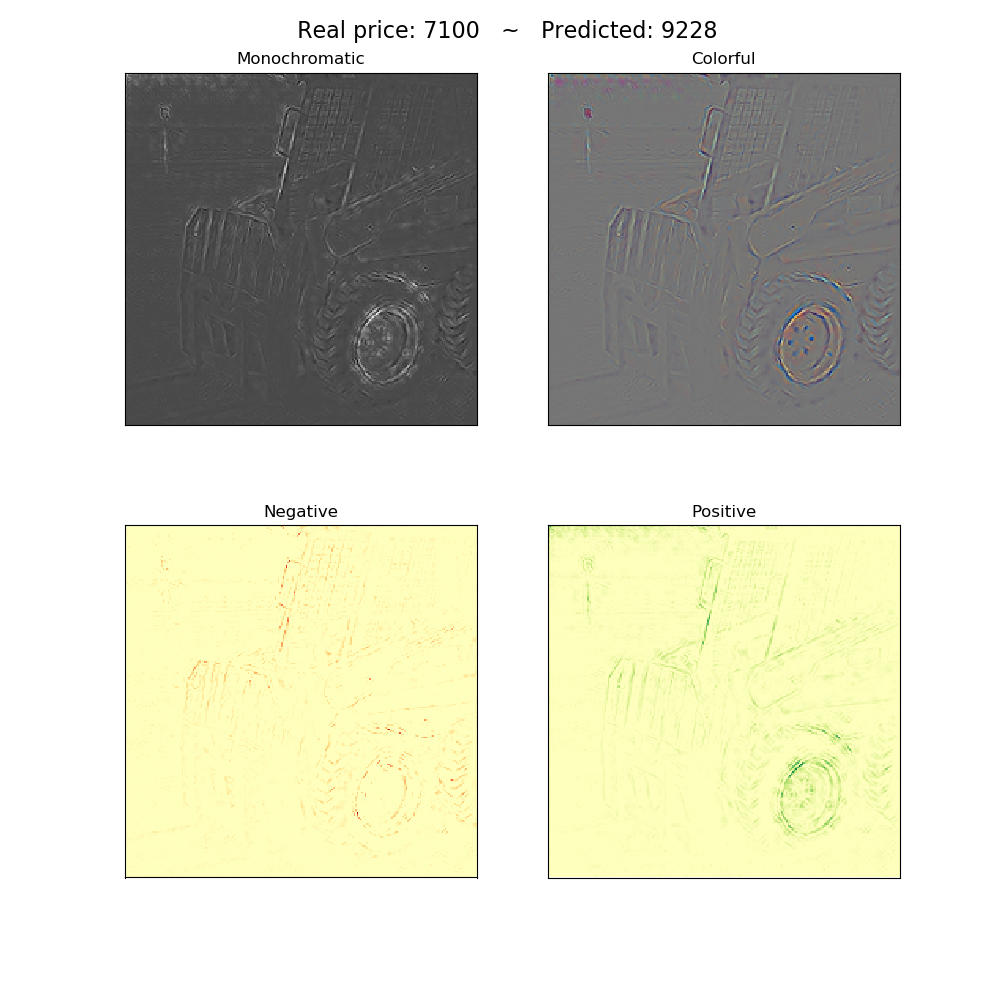 Real price: 7100 ~ Predicted: 9228
Monochromatic
Colorful
Negative
Positive